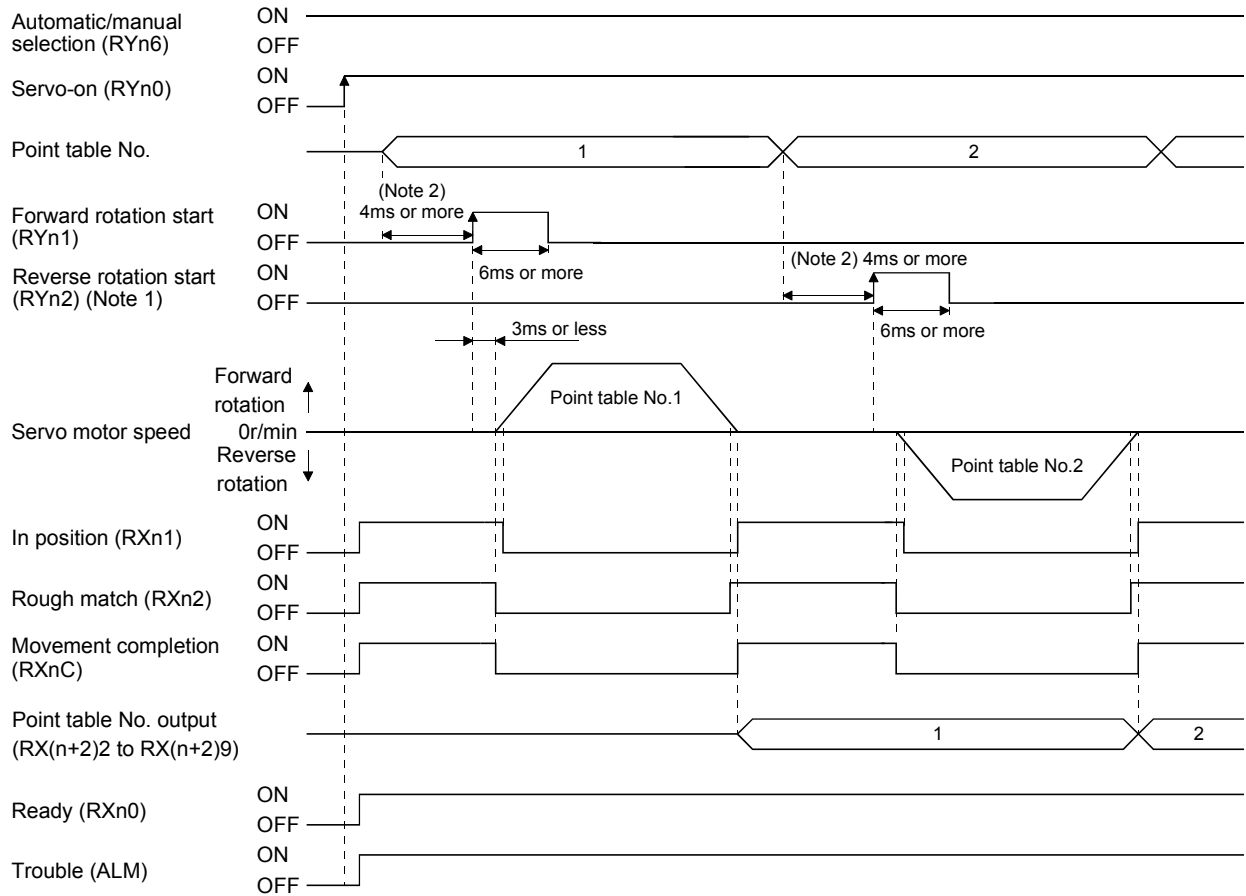 Automatic/manual
selection (RYn6)
ON
OFF
Servo-on (RYn0)
ON
OFF
Point table No.
1
2
(Note 2)
4ms or more
Forward rotation start
(RYn1)
ON
OFF
6ms or more
Reverse rotation start
(RYn2) (Note 1)
ON
OFF
(Note 2) 4ms or more
6ms or more
3ms or less
Forward
rotation
Servo motor speed
0r/min
Reverse
rotation
Point table No.1
Point table No.2
In position (RXn1)
ON
OFF
Rough match (RXn2)
ON
OFF
Movement completion
(RXnC)
ON
OFF
Point table No. output
(RX(n+2)2 to RX(n+2)9)
1
2
Ready (RXn0)
ON
OFF
Trouble (ALM)
ON
OFF